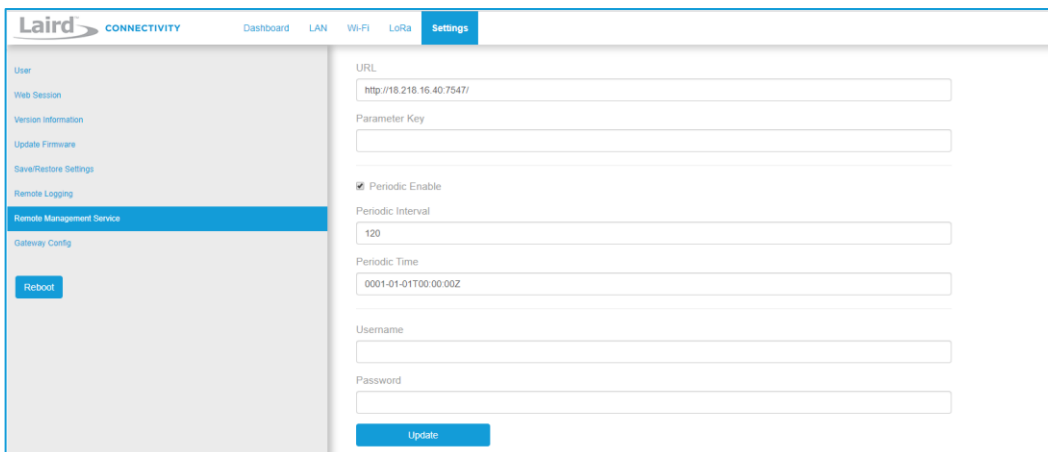 Laird CONNECTIVITY Dashboard LAN Wi-Fi LoRa Settings
User
Web Session
Version Information
Update Firmware
Save/Restore Settings
Remote Logging
Remote Management Service
Gateway Config
Reboot
URL
http://18.218.16.40:7547/
Parameter Key
Periodic Enable
Periodic Interval
120
Periodic Time
0001-01-01T00:00:00Z
Username
Password
Update